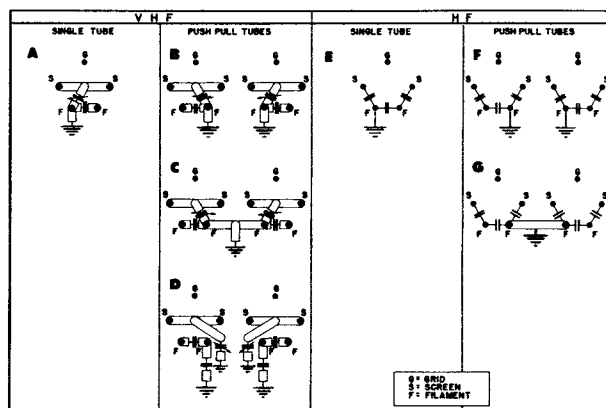 V H F
H F
SINGLE TUBE
PUSH PULL TUBES
SINGLE TUBE
PUSH PULL TUBES
A
G
S S
F F
B
G G
S S S S
F F F F
C
G G
S S S S
F F F F
D
G G
S S S S
F F F F
E
G
S S
F F
F
G G
S S S S
F F F F
G
G G
S S S S
F F F F
G = GRID
S = SCREEN
F = FILAMENT